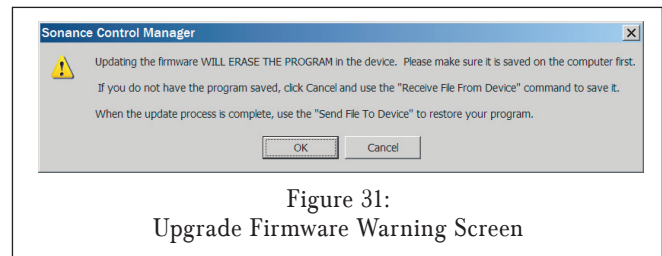 Sonance Control Manager
Updating the firmware WILL ERASE THE PROGRAM in the device. Please make sure it is saved on the computer first.
If you do not have the program saved, click Cancel and use the "Receive File From Device" command to save it.
When the update process is complete, use the "Send File To Device" to restore your program.
OK Cancel
Figure 31:
Upgrade Firmware Warning Screen